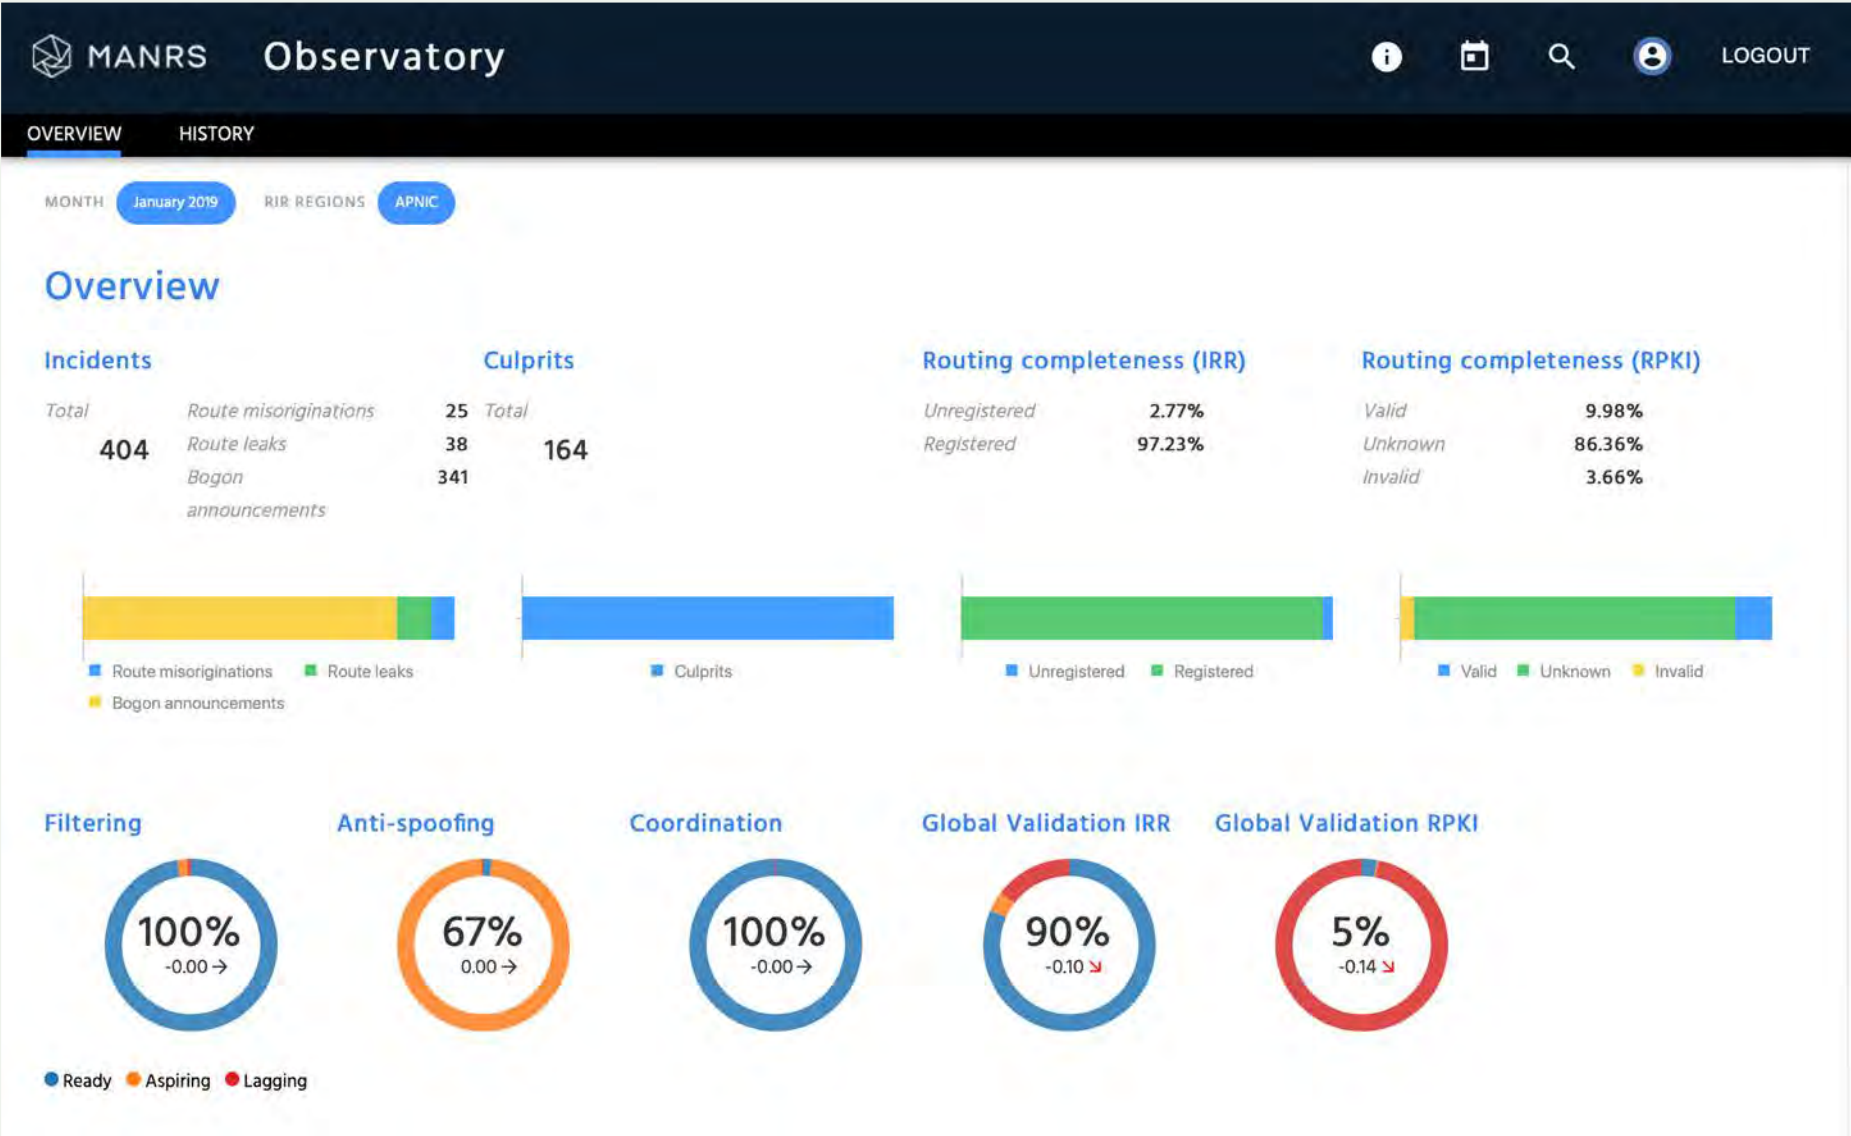 MANRS Observatory LOGOUT
OVERVIEW HISTORY
MONTH January 2019 RIR REGIONS APNIC
Overview
Incidents Culprits Routing completeness (IRR) Routing completeness (RPKI)
Total Route misoriginations 25 Total Unregistered 2.77% Valid 9.98%
404 Route leaks 38 164 Registered 97.23% Unknown 86.36%
Bogon 341 Invalid 3.66%
announcements
Route misoriginations Route leaks Culprits Unregistered Registered Valid Unknown Invalid
Bogon announcements
Filtering Anti-spoofing Coordination Global Validation IRR Global Validation RPKI
100% 67% 100% 90% 5%
-0.00 → 0.00 → -0.00 → -0.10 ↘ -0.14 ↘
Ready Aspiring Lagging